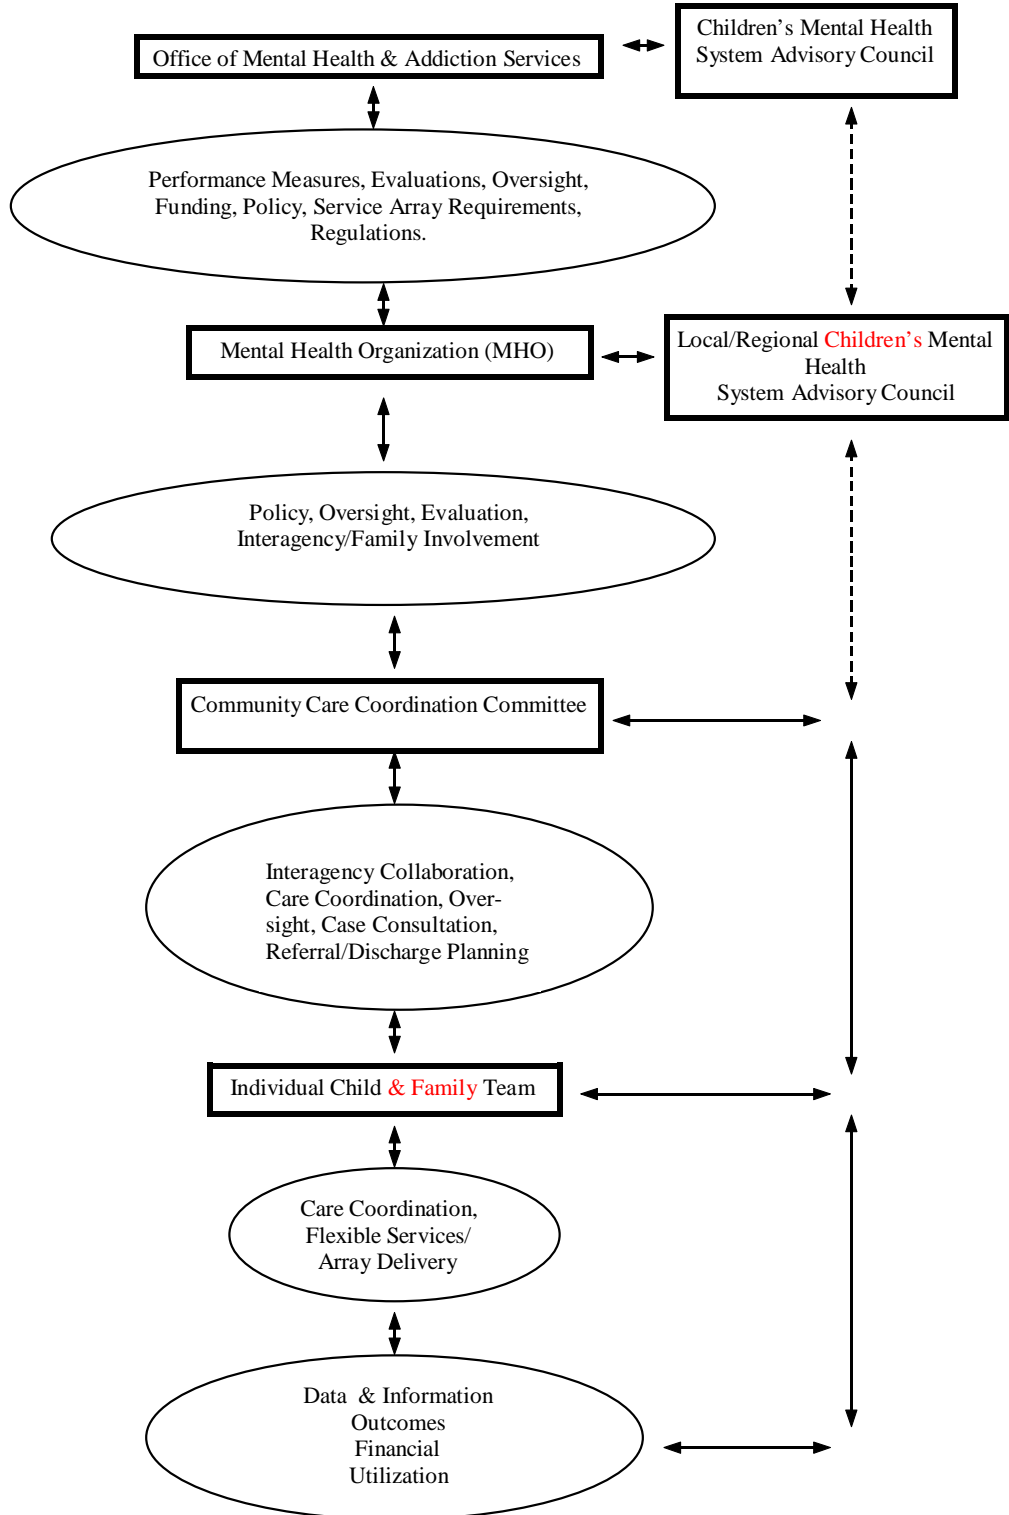 Children’s Mental Health
System Advisory Council
Office of Mental Health & Addiction Services
Performance Measures, Evaluations, Oversight,
Funding, Policy, Service Array Requirements,
Regulations.
Mental Health Organization (MHO)
Local/Regional Children’s Mental
Health
System Advisory Council
Policy, Oversight, Evaluation,
Interagency/Family Involvement
Community Care Coordination Committee
Interagency Collaboration,
Care Coordination, Over-
sight, Case Consultation,
Referral/Discharge Planning
Individual Child & Family Team
Care Coordination,
Flexible Services/
Array Delivery
Data & Information
Outcomes
Financial
Utilization